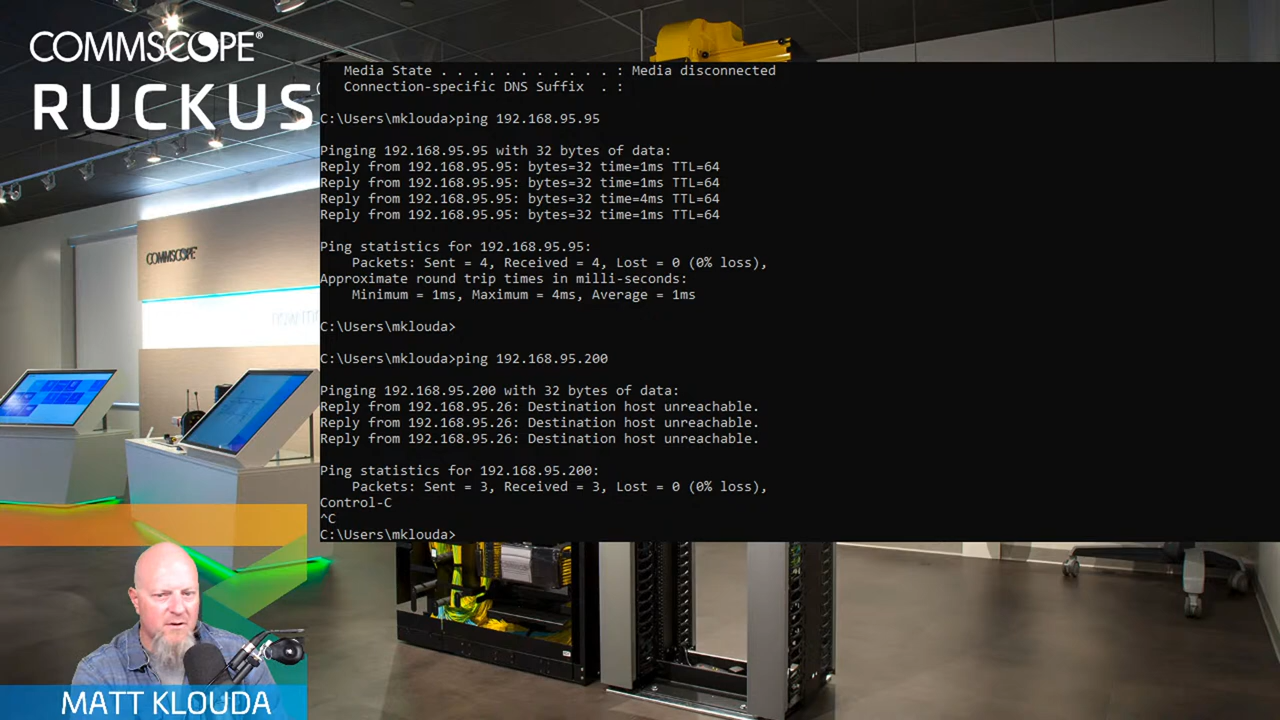 COMMSCOPE®
RUCKUS
Media State . . . . . . . . . . . : Media disconnected
Connection-specific DNS Suffix  . :
C:\Users\mklouda>ping 192.168.95.95
Pinging 192.168.95.95 with 32 bytes of data:
Reply from 192.168.95.95: bytes=32 time=1ms TTL=64
Reply from 192.168.95.95: bytes=32 time=1ms TTL=64
Reply from 192.168.95.95: bytes=32 time=4ms TTL=64
Reply from 192.168.95.95: bytes=32 time=1ms TTL=64
Ping statistics for 192.168.95.95:
Packets: Sent = 4, Received = 4, Lost = 0 (0% loss),
Approximate round trip times in milli-seconds:
Minimum = 1ms, Maximum = 4ms, Average = 1ms
C:\Users\mklouda>
C:\Users\mklouda>ping 192.168.95.200
Pinging 192.168.95.200 with 32 bytes of data:
Reply from 192.168.95.26: Destination host unreachable.
Reply from 192.168.95.26: Destination host unreachable.
Reply from 192.168.95.26: Destination host unreachable.
Ping statistics for 192.168.95.200:
Packets: Sent = 3, Received = 3, Lost = 0 (0% loss),
Control-C
^C
C:\Users\mklouda>
COMMSCOPE®
MATT KLOUDA